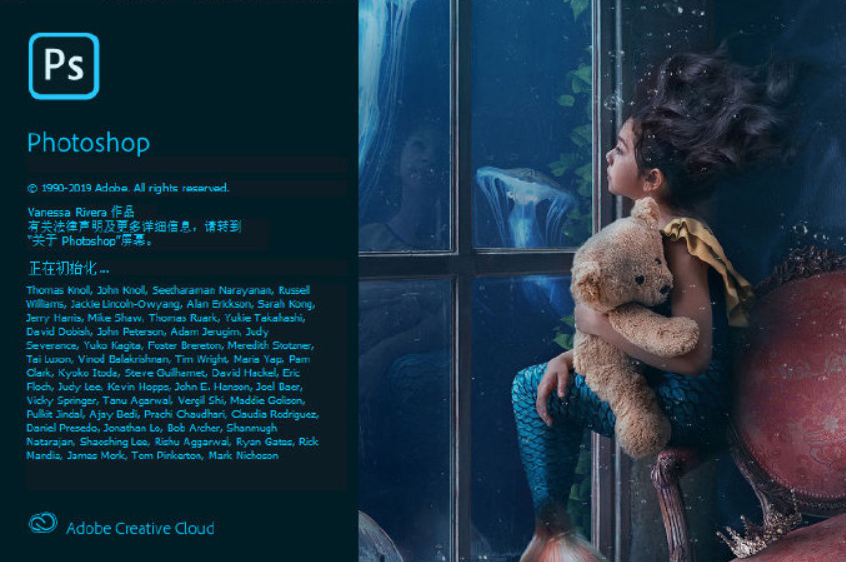 Ps
Photoshop
© 1990-2019 Adobe. All rights reserved.
Vanessa Rivera 作品
有关法律声明及更多详细信息，请转到
"关于 Photoshop"屏幕。
正在初始化...
Thomas Knoll, John Knoll, Seetharaman Narayanan, Russell
Williams, Jackie Lincoln-Owyang, Alan Erickson, Sarah Kong,
Jerry Harris, Mike Shaw, Thomas Ruark, Yukie Takahashi,
David Dobish, John Peterson, Adam Jerugim, Judy
Severance, Yuko Kagita, Foster Brereton, Meredith Stotzner,
Tai Luxon, Vinod Balakrishnan, Tim Wright, Maria Yap, Pam
Clark, Kyoko Itoda, Steve Guilhamet, David Hackel, Eric
Floch, Judy Lee, Kevin Hopps, John E. Hanson, Joel Baer,
Vicky Springer, Tanu Agarwal, Vergil Shi, Maddie Golison,
Pulkit Jindal, Ajay Bedi, Prachi Chaudhari, Claudia Rodriguez,
Daniel Presedo, Jonathan Lo, Bob Archer, Shanmugh
Natarajan, Shaoshing Lee, Rishu Aggarwal, Ryan Gates, Rick
Mandia, James Mork, Tom Pinkerton, Mark Nichoson
Adobe Creative Cloud